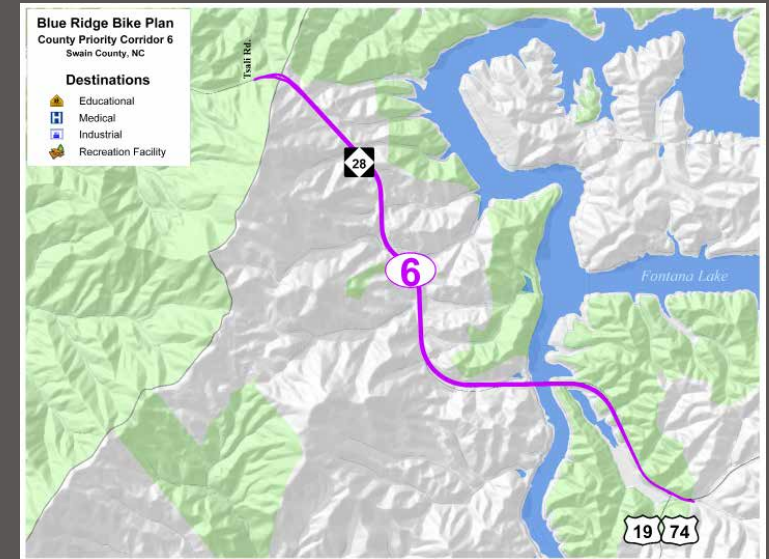 Blue Ridge Bike Plan
County Priority Corridor 6
Swain County, NC
Destinations
Educational
H Medical
Industrial
Recreation Facility
Tsali Rd.
28
6
Fontana Lake
19 74